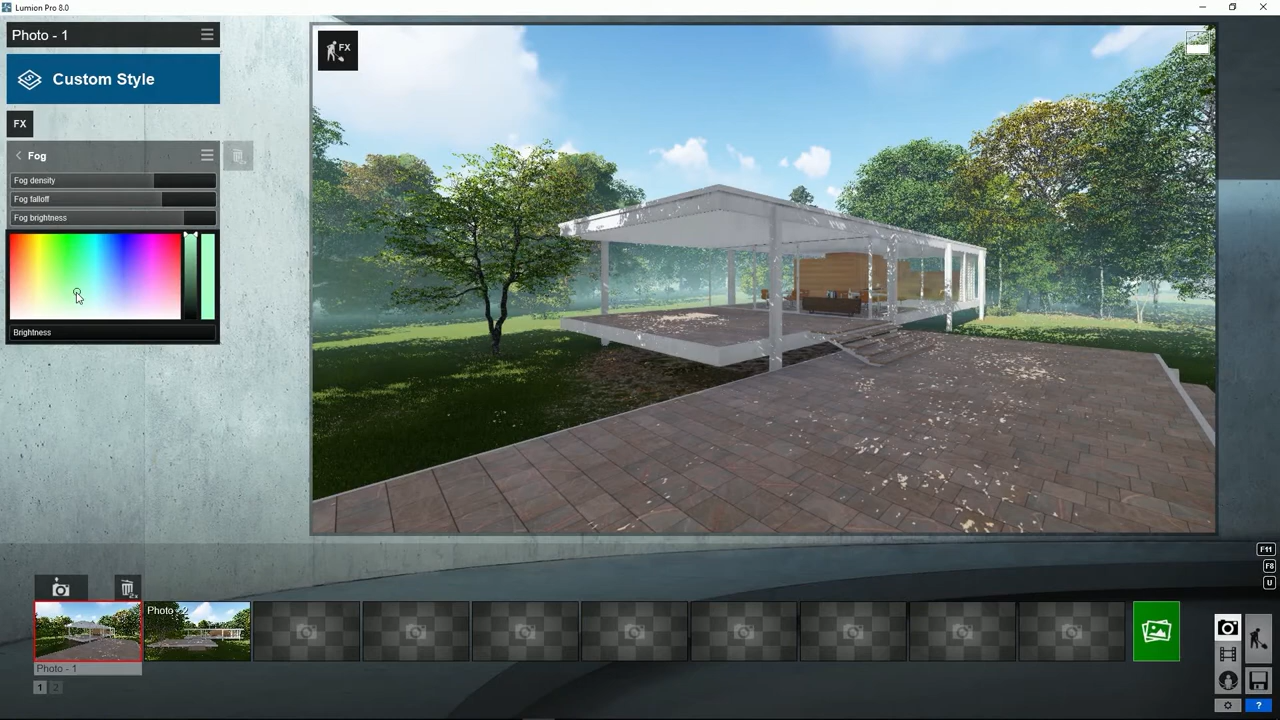 Lumion Pro 8.0
Photo - 1
FX
Custom Style
FX
Fog
Fog density
Fog falloff
Fog brightness
Brightness
F11
F8
U
Photo - 2
Photo - 1
1 2
?